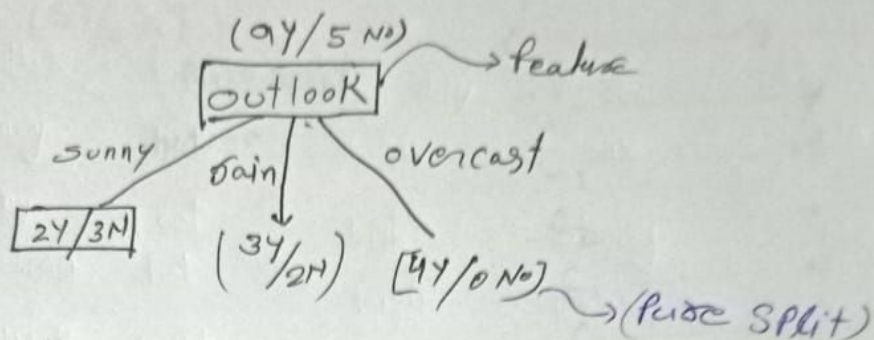 (9Y/5 No)
Feature
OutlooK
sunny
rain
overcast
2Y/3N
(3Y/2N)
[4Y/0 No]
(Pure SPlit)